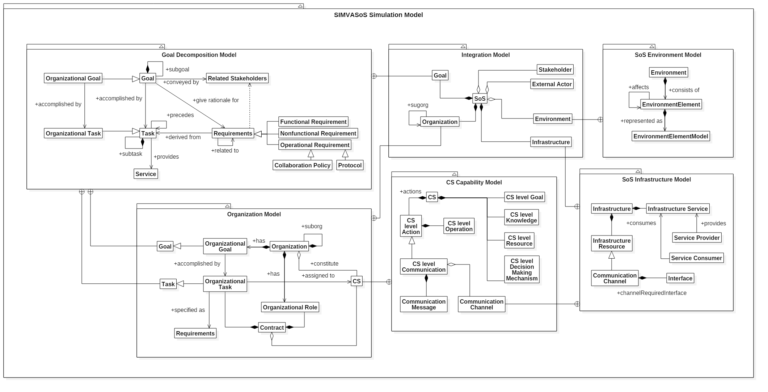 SIMVASoS Simulation Model
Goal Decomposition Model
+subgoal
Organizational Goal
Goal
+conveyed by
Related Stakeholders
+accomplished by
+accomplished by
+give rationale for
+precedes
Organizational Task
Task
+derived from
Requirements
+related to
+subtask
+provides
Service
Functional Requirement
Nonfunctional Requirement
Operational Requirement
Collaboration Policy
Protocol
Integration Model
Goal
Stakeholder
External Actor
SoS
+sugorg
Organization
Environment
Infrastructure
SoS Environment Model
Environment
+affects
+consists of
EnvironmentElement
+represented as
EnvironmentElementModel
Organization Model
+suborg
Goal
Organizational
Goal
+has
Organization
+accomplished by
+constitute
+has
+assigned to
Task
Organizational
Task
CS
Organizational Role
+specified as
Requirements
Contract
CS Capability Model
+actions
CS
CS level Goal
CS
level
Action
CS level
Operation
CS level
Knowledge
CS level
Resource
CS level
Decision
Making
Mechanism
CS level
Communication
Communication
Message
Communication
Channel
SoS Infrastructure Model
Infrastructure
Infrastructure Service
+consumes
+provides
Infrastructure
Resource
Service Provider
Service Consumer
Communication
Channel
Interface
+channelRequiredInterface